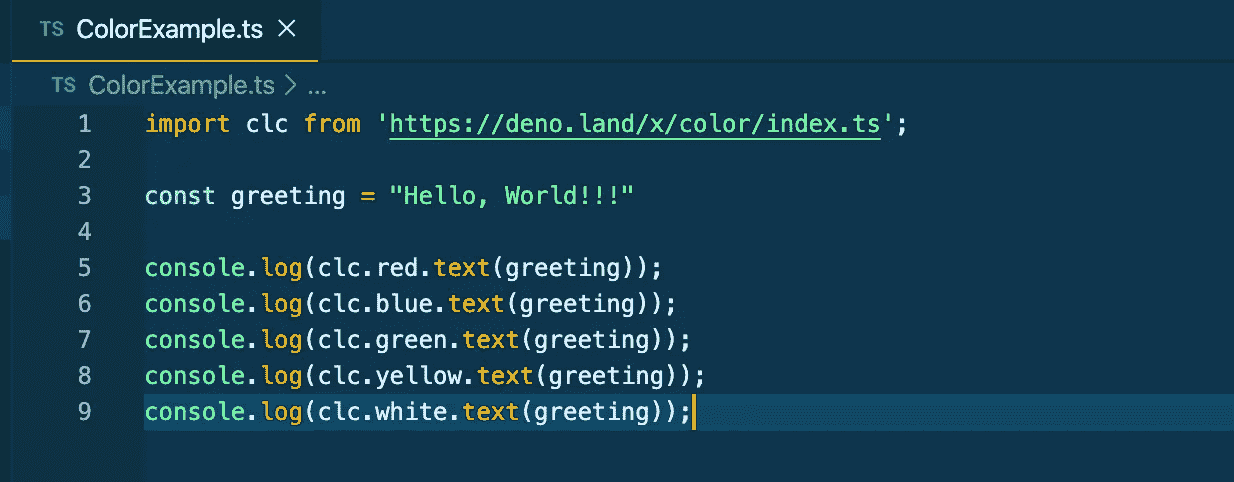 TS ColorExample.ts ×
TS ColorExample.ts > ...
1 import clc from 'https://deno.land/x/color/index.ts';
2
3 const greeting = "Hello, World!!!"
4
5 console.log(clc.red.text(greeting));
6 console.log(clc.blue.text(greeting));
7 console.log(clc.green.text(greeting));
8 console.log(clc.yellow.text(greeting));
9 console.log(clc.white.text(greeting));